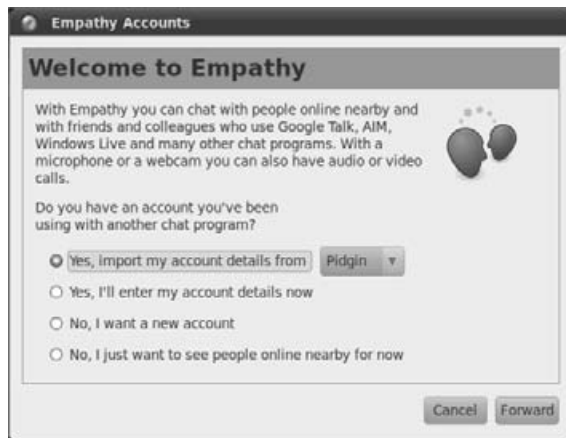 Empathy Accounts
Welcome to Empathy
With Empathy you can chat with people online nearby and
with friends and colleagues who use Google Talk, AIM,
Windows Live and many other chat programs. With a
microphone or a webcam you can also have audio or video
calls.
Do you have an account you've been
using with another chat program?
Yes, import my account details from Pidgin
Yes, I'll enter my account details now
No, I want a new account
No, I just want to see people online nearby for now
Cancel Forward